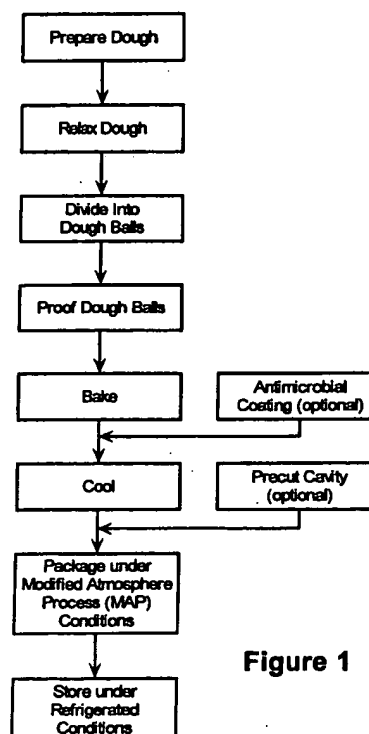 Prepare Dough
Relax Dough
Divide Into
Dough Balls
Proof Dough Balls
Bake
Antimicrobial
Coating (optional)
Cool
Precut Cavity
(optional)
Package under
Modified Atmosphere
Process (MAP)
Conditions
Figure 1
Store under
Refrigerated
Conditions